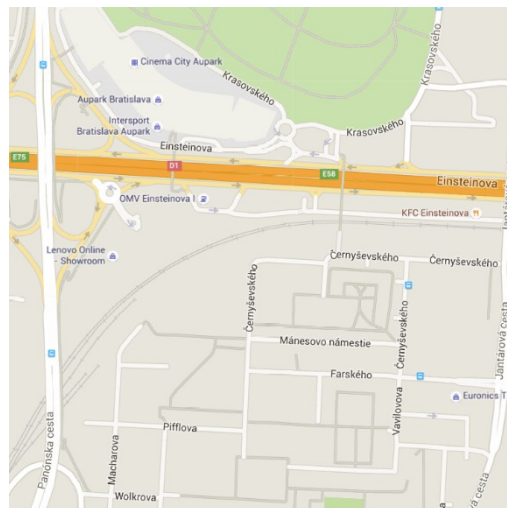 Cinema City Aupark
Krasovského
Krasovského
Aupark Bratislava
Intersport
Bratislava Aupark
Krasovského
Einsteinova
E75
D1
E58
Einsteinova
OMV Einsteinova I
KFC Einsteinova
Lenovo Online
- Showroom
Černyševského
Černyševského
Černyševského
Černyševského
Mánesovo námestie
Farského
Jantárová cesta
Euronics T
Pifflova
Vavilovova
Macharova
Panónska cesta
Wolkrova